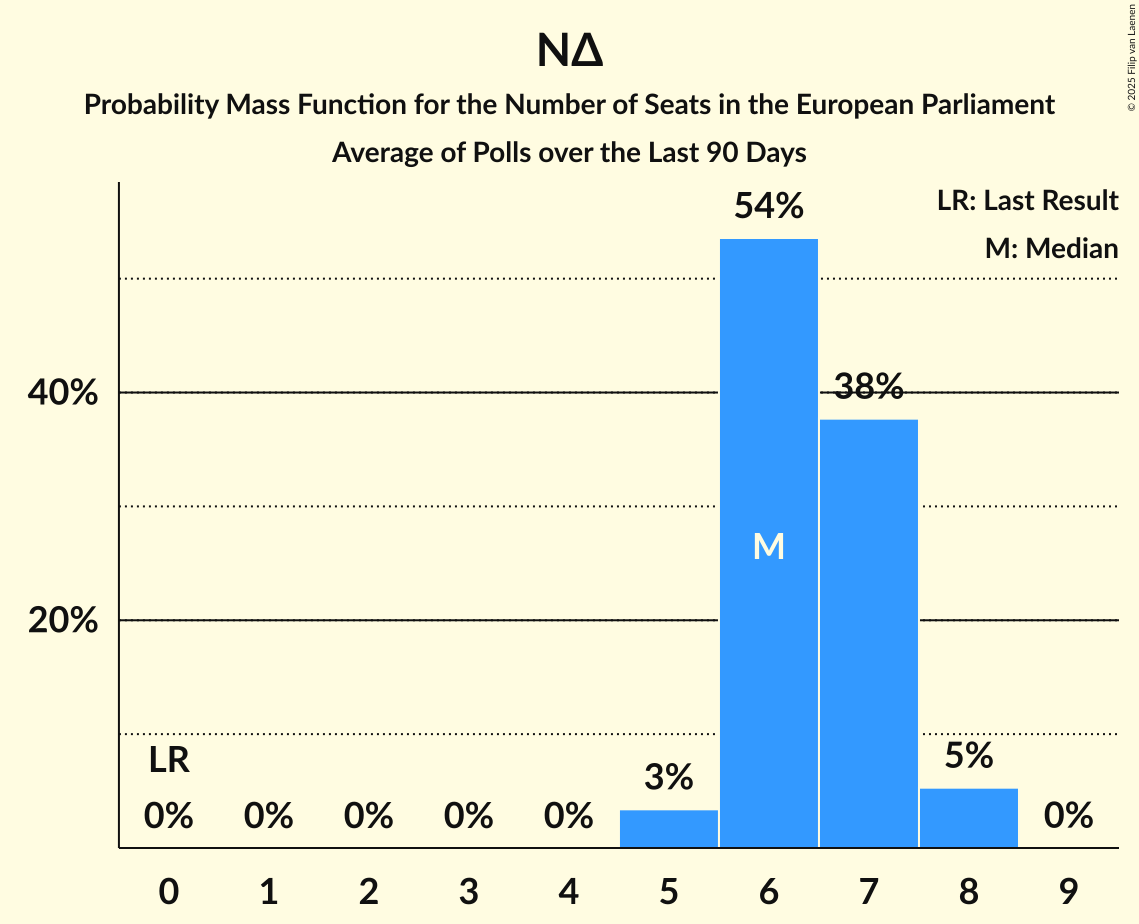 © 2025 Filip van Laenen
ΝΔ
Probability Mass Function for the Number of Seats in the European Parliament
Average of Polls over the Last 90 Days
LR: Last Result
M: Median
54%
38%
40%
M
20%
LR
3%
5%
0% 0% 0% 0% 0% 0%
0 1 2 3 4 5 6 7 8 9